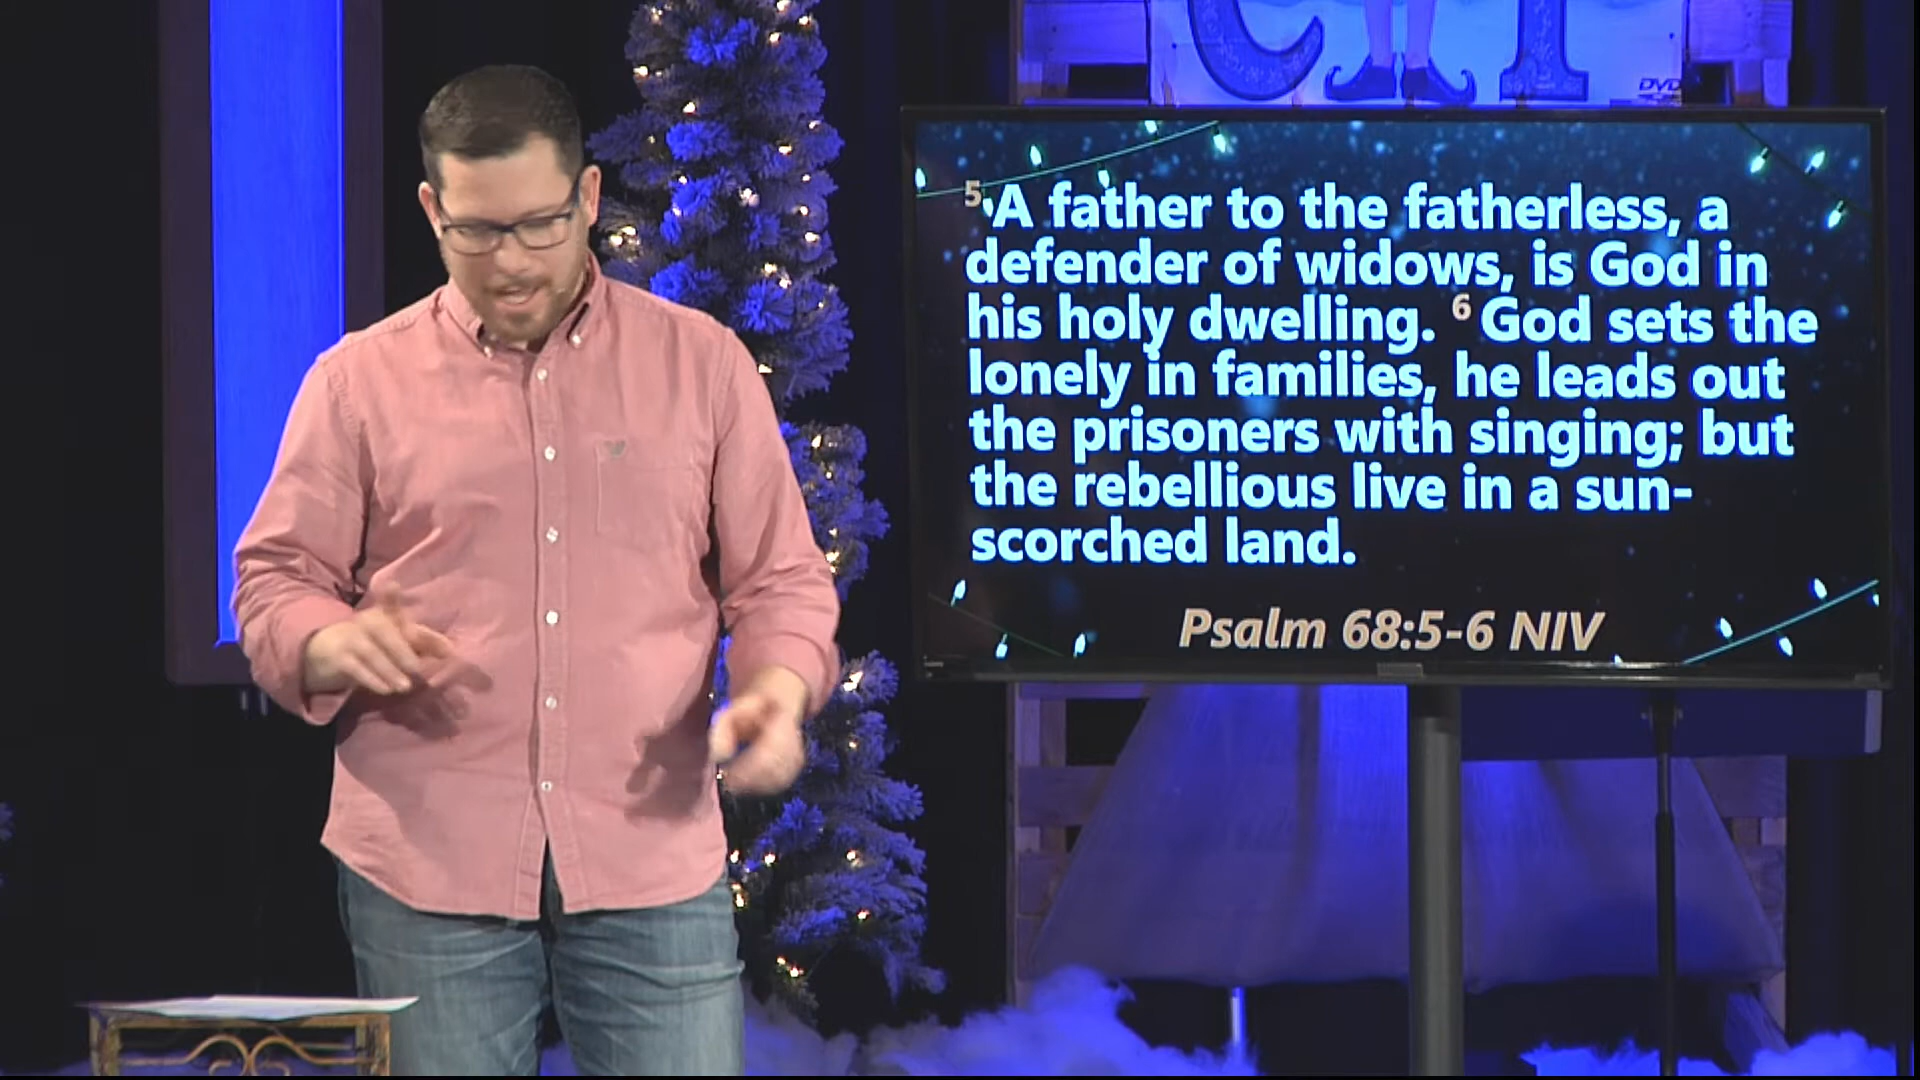 DVD
5 A father to the fatherless, a
defender of widows, is God in
his holy dwelling. 6 God sets the
lonely in families, he leads out
the prisoners with singing; but
the rebellious live in a sun-
scorched land.
Psalm 68:5-6 NIV